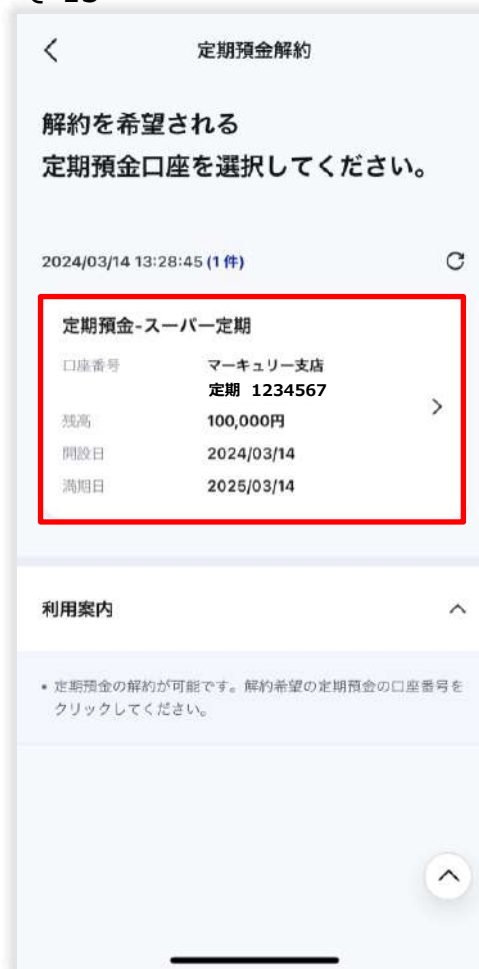 定期預金解約
解約を希望される
定期預金口座を選択してください。
2024/03/14 13:28:45 (1 件)
定期預金-スーパー定期
口座番号 マーキュリー支店
定期 1234567
残高 100,000円
開設日 2024/03/14
満期日 2025/03/14
利用案内
• 定期預金の解約が可能です。解約希望の定期預金の口座番号を
クリックしてください。